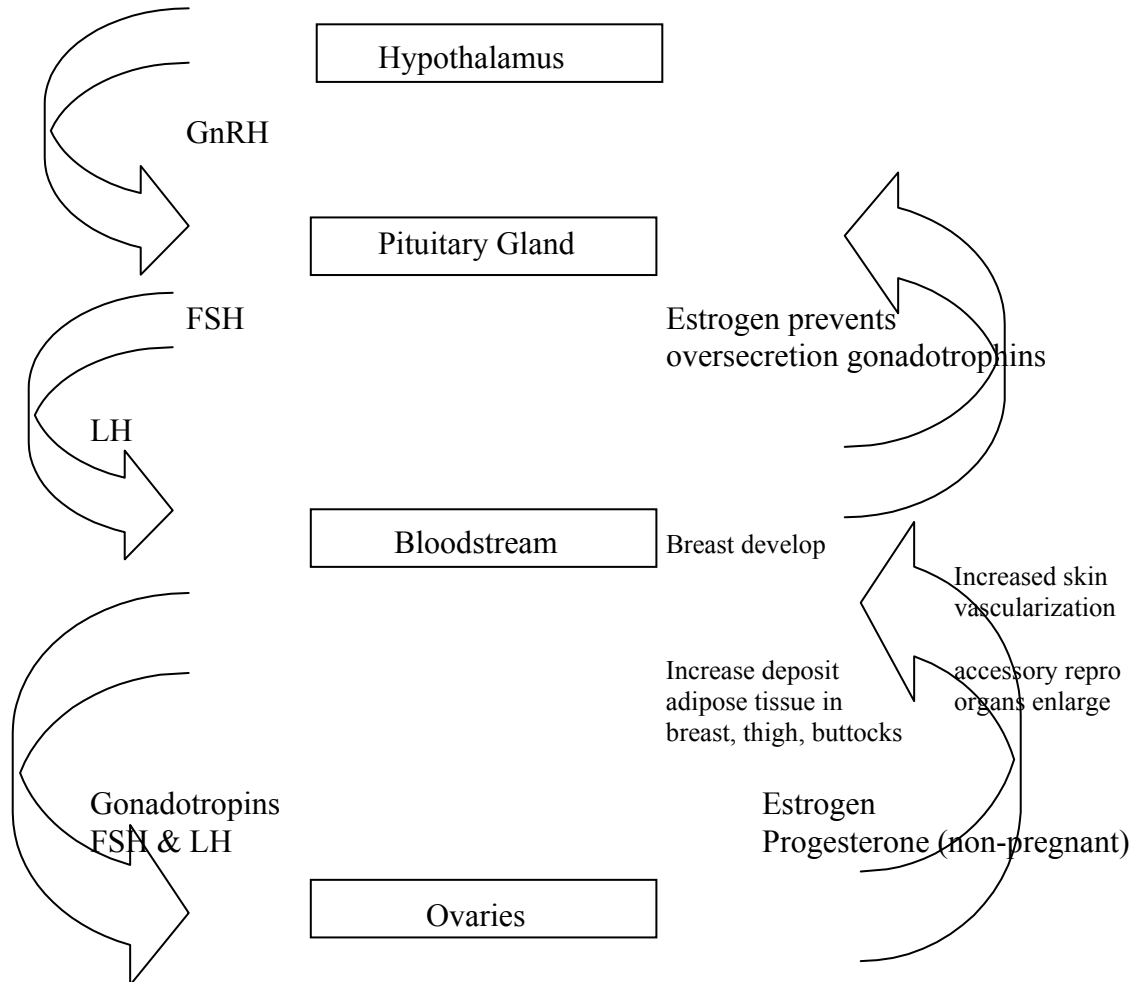 Hypothalamus
GnRH
Pituitary Gland
FSH
Estrogen prevents
oversecretion gonadotrophins
LH
Bloodstream
Breast develop
Increased skin
vascularization
Increase deposit
adipose tissue in
breast, thigh, buttocks
accessory repro
organs enlarge
Gonadotropins
FSH & LH
Estrogen
Progesterone (non-pregnant)
Ovaries